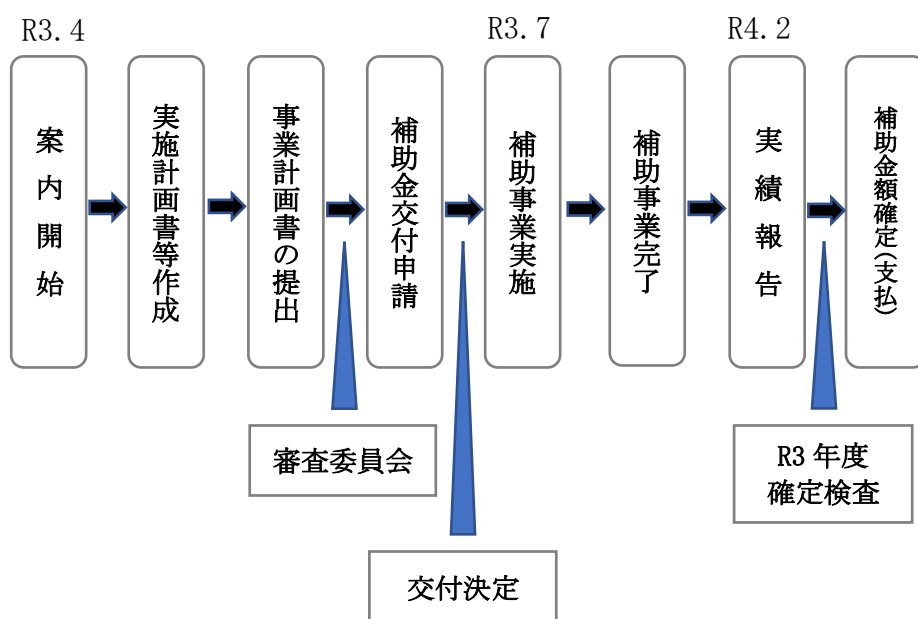 R3.4
R3.7
R4.2
案内開始
実施計画書等作成
事業計画書の提出
補助金交付申請
補助事業実施
補助事業完了
実績報告
補助金額確定(支払)
審査委員会
交付決定
R3 年度
確定検査